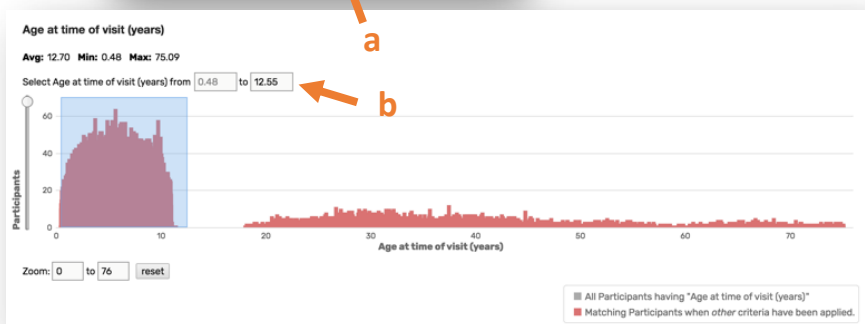 a
Age at time of visit (years)
Avg: 12.70 Min: 0.48 Max: 75.09
Select Age at time of visit (years) from 0.48 to 12.55
b
60
40
20
0
Participants
0 10 20 30 40 50 60 70
Age at time of visit (years)
Zoom: 0 to 76 reset
All Participants having "Age at time of visit (years)"
Matching Participants when other criteria have been applied.